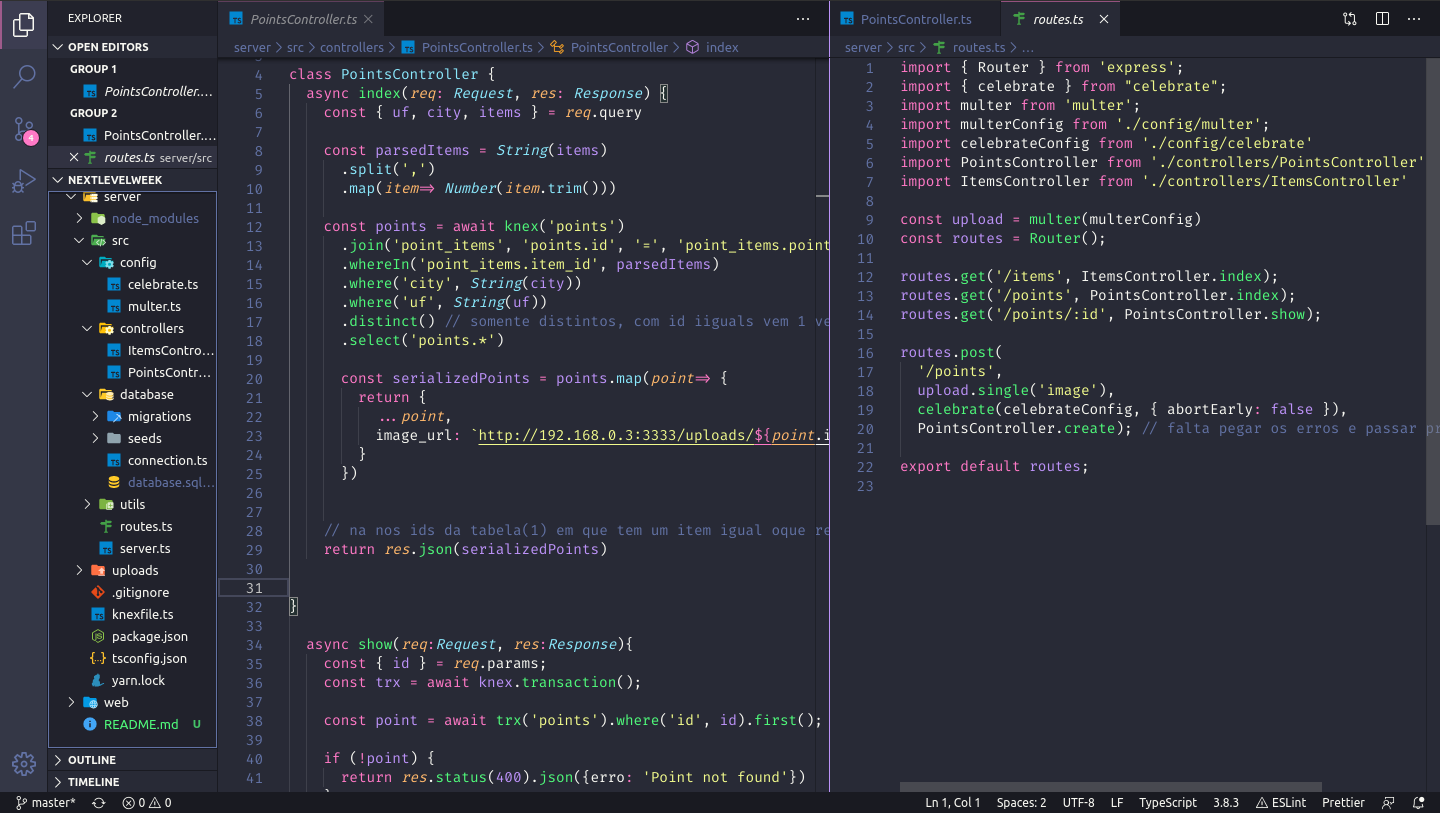 EXPLORER
OPEN EDITORS
GROUP 1
PointsController....
GROUP 2
PointsController....
routes.ts server/src
NEXTLEVELWEEK
server
node_modules
src
config
celebrate.ts
multer.ts
controllers
ItemsContro...
PointsContr...
database
migrations
seeds
connection.ts
database.sql...
utils
routes.ts
server.ts
uploads
.gitignore
knexfile.ts
package.json
tsconfig.json
yarn.lock
web
README.md U
OUTLINE
TIMELINE
4
PointsController.ts
server > src > controllers > PointsController.ts > PointsController > index
4 class PointsController {
5 async index(req: Request, res: Response) {
6 const { uf, city, items } = req.query
7
8 const parsedItems = String(items)
9 .split(',')
10 .map(item=> Number(item.trim()))
11
12 const points = await knex('points')
13 .join('point_items', 'points.id', '=', 'point_items.point
14 .whereIn('point_items.item_id', parsedItems)
15 .where('city', String(city))
16 .where('uf', String(uf))
17 .distinct() // somente distintos, com id iiguals vem 1 ve
18 .select('points.*')
19
20 const serializedPoints = points.map(point=> {
21 return {
22 ...point,
23 image_url: `http://192.168.0.3:3333/uploads/${point.i
24 }
25 })
26
27
28 // na nos ids da tabela(1) em que tem um item igual oque re
29 return res.json(serializedPoints)
30
31
32 }
33
34 async show(req:Request, res:Response){
35 const { id } = req.params;
36 const trx = await knex.transaction();
37
38 const point = await trx('points').where('id', id).first();
39
40 if (!point) {
41 return res.status(400).json({erro: 'Point not found'})
PointsController.ts routes.ts
server > src > routes.ts > ...
1 import { Router } from 'express';
2 import { celebrate } from "celebrate";
3 import multer from 'multer';
4 import multerConfig from './config/multer';
5 import celebrateConfig from './config/celebrate'
6 import PointsController from './controllers/PointsController'
7 import ItemsController from './controllers/ItemsController'
8
9 const upload = multer(multerConfig)
10 const routes = Router();
11
12 routes.get('/items', ItemsController.index);
13 routes.get('/points', PointsController.index);
14 routes.get('/points/:id', PointsController.show);
15
16 routes.post(
17 '/points',
18 upload.single('image'),
19 celebrate(celebrateConfig, { abortEarly: false }),
20 PointsController.create); // falta pegar os erros e passar pr
21
22 export default routes;
23
master* 0 0 Ln 1, Col 1 Spaces: 2 UTF-8 LF TypeScript 3.8.3 ESLint Prettier